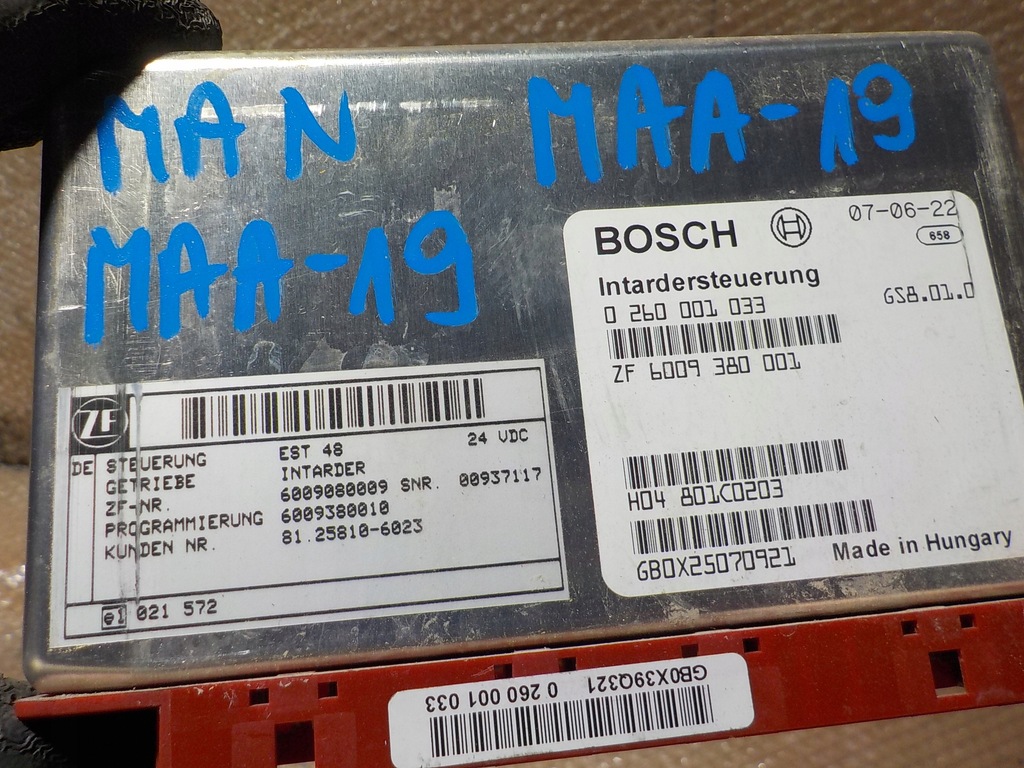 MAN MAA-19
MAA-19
BOSCH
07-06-22
658
Intardersteuerung
0 260 001 033
GS8.01.0
ZF 6009 380 001
H04 801C0203
GB0X25070921
Made in Hungary
ZF
DE STEUERUNG EST 48 24 VDC
GETRIEBE INTARDER
ZF-NR. 6009080009 SNR. 00937117
PROGRAMMIERUNG 6009380010
KUNDEN NR. 81.25810-6023
e1 021 572
GB0X39Q321
0 260 001 033